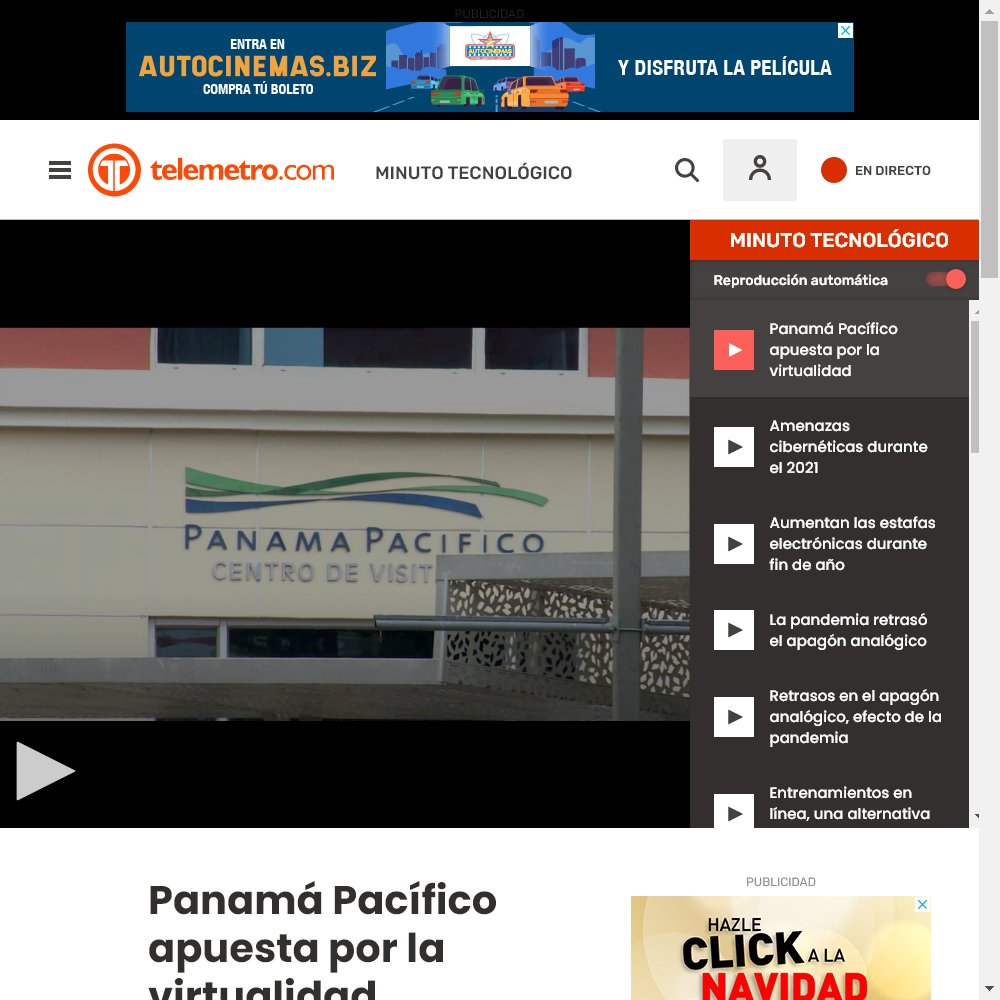 PUBLICIDAD
ENTRA EN
AUTOCINEMAS.BIZ
COMPRA TÚ BOLETO
AUTOCINEMAS
Y DISFRUTA LA PELÍCULA
telemetro.com
MINUTO TECNOLÓGICO
EN DIRECTO
MINUTO TECNOLÓGICO
Reproducción automática
Panamá Pacífico
apuesta por la
virtualidad
Amenazas
cibernéticas durante
el 2021
Aumentan las estafas
electrónicas durante
fin de año
La pandemia retrasó
el apagón analógico
Retrasos en el apagón
analógico, efecto de la
pandemia
Entrenamientos en
línea, una alternativa
PANAMA PACIFICO
CENTRO DE VISIT
Panamá Pacífico
apuesta por la
virtualidad
PUBLICIDAD
HAZLE
CLICK A LA
NAVIDAD